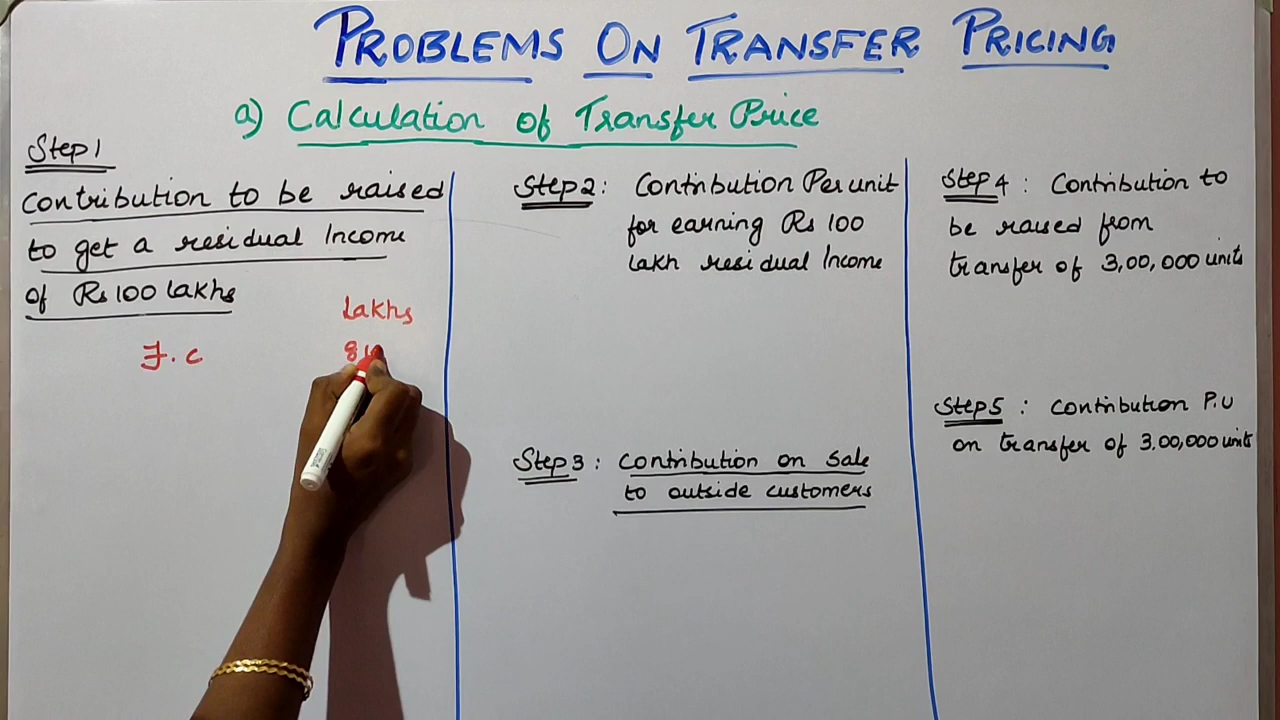 PROBLEMS ON TRANSFER PRICING
a) Calculation of Transfer Price
Step 1
Contribution to be raised
to get a residual Income
of Rs 100 lakhs
Lakhs
F.C
Step 2: Contribution Per unit
for earning Rs 100
lakh residual Income
Step 3: Contribution on Sale
to outside customers
Step 4: Contribution to
be raised from
transfer of 3,00,000 units
Step 5: Contribution P.U
on transfer of 3,00,000 units